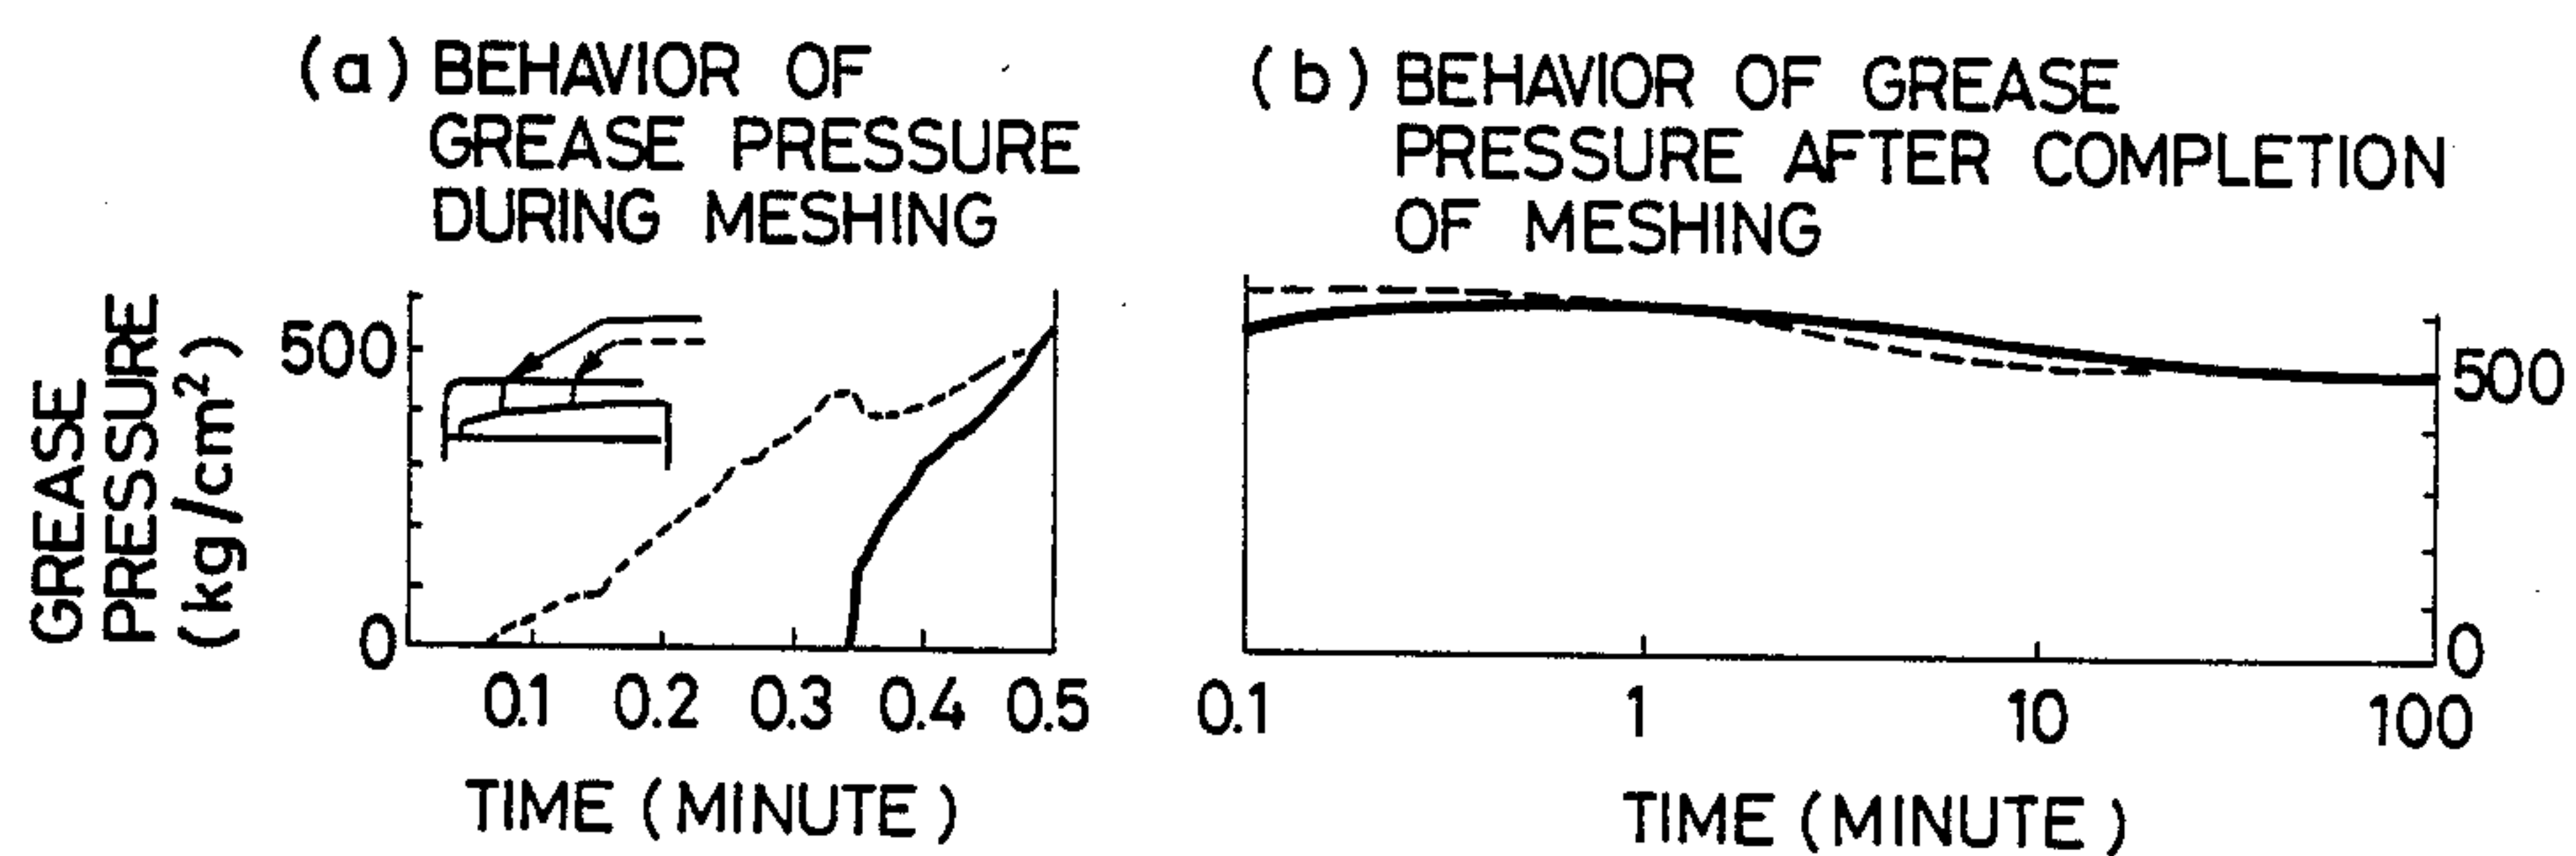 (a) BEHAVIOR OF
GREASE PRESSURE
DURING MESHING
(b) BEHAVIOR OF GREASE
PRESSURE AFTER COMPLETION
OF MESHING
GREASE
PRESSURE
(kg/cm²)
500
0
0.1 0.2 0.3 0.4 0.5
TIME (MINUTE)
500
0
0.1 1 10 100
TIME (MINUTE)